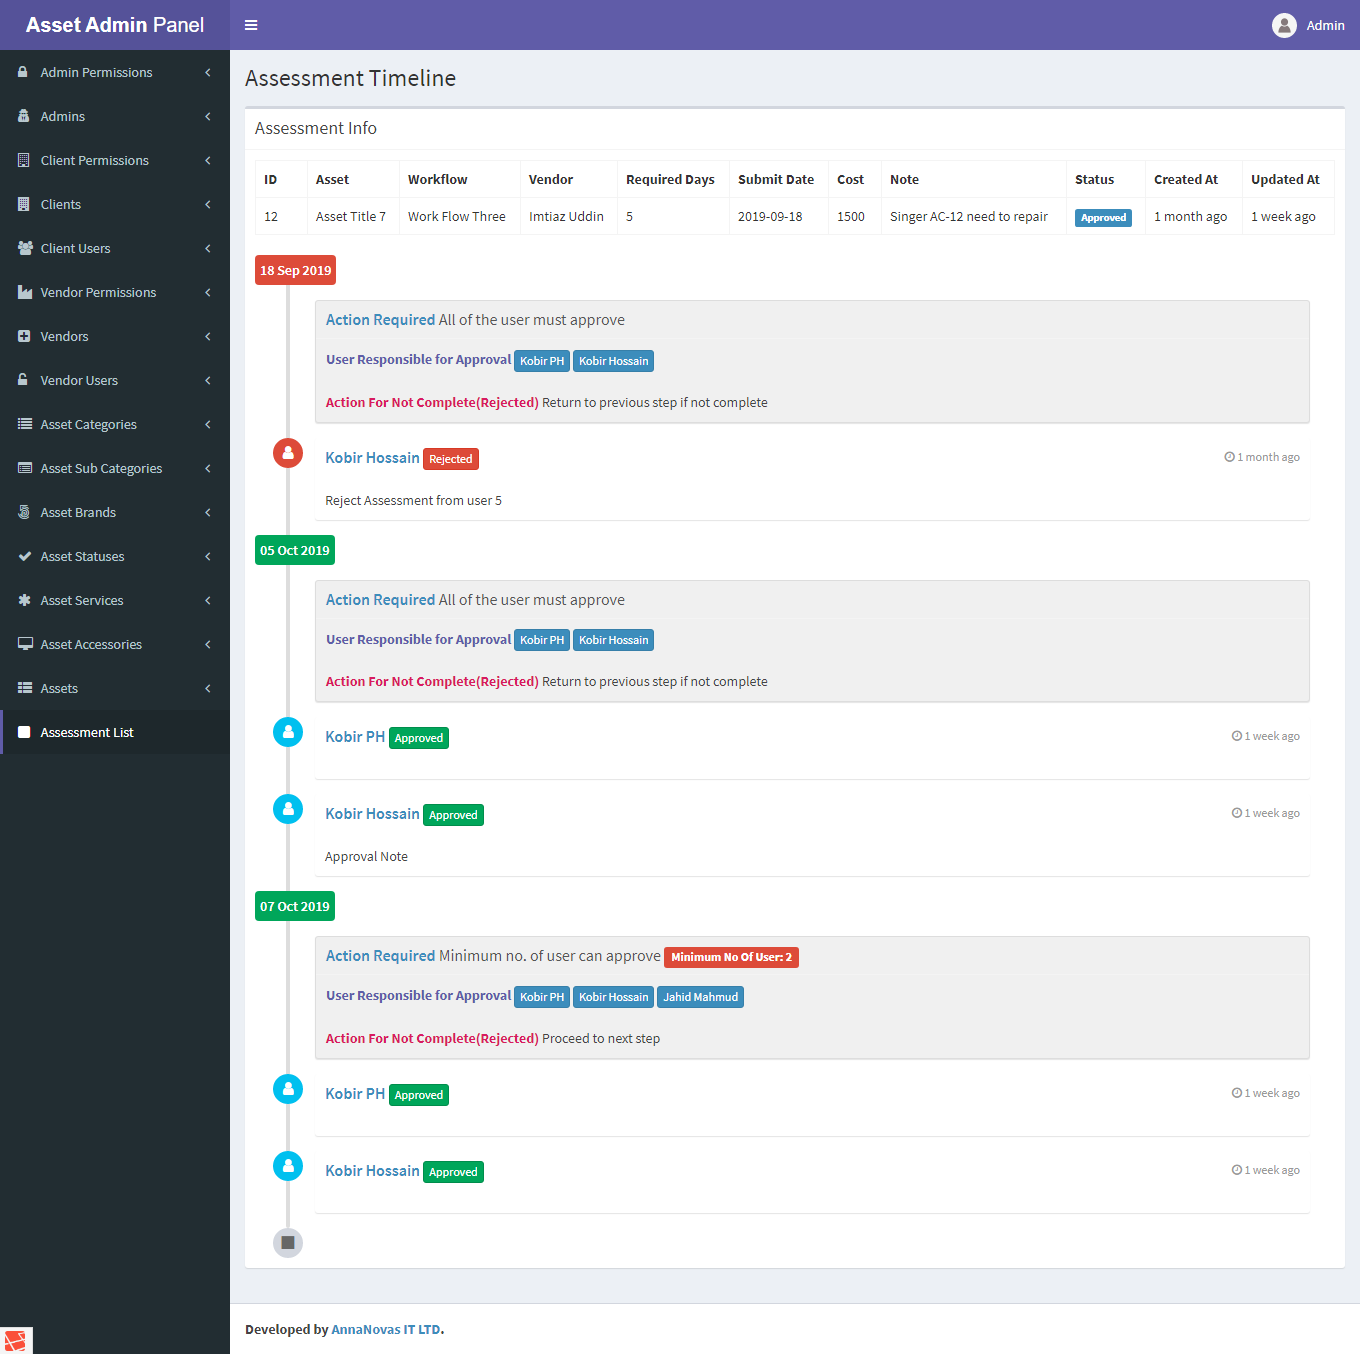 Asset Admin Panel
Admin
Admin Permissions
Admins
Client Permissions
Clients
Client Users
Vendor Permissions
Vendors
Vendor Users
Asset Categories
Asset Sub Categories
Asset Brands
Asset Statuses
Asset Services
Asset Accessories
Assets
Assessment List
Assessment Timeline
Assessment Info
ID Asset Workflow Vendor Required Days Submit Date Cost Note Status Created At Updated At
12 Asset Title 7 Work Flow Three Imtiaz Uddin 5 2019-09-18 1500 Singer AC-12 need to repair Approved 1 month ago 1 week ago
18 Sep 2019
Action Required All of the user must approve
User Responsible for Approval Kobir PH Kobir Hossain
Action For Not Complete(Rejected) Return to previous step if not complete
Kobir Hossain Rejected 1 month ago
Reject Assessment from user 5
05 Oct 2019
Action Required All of the user must approve
User Responsible for Approval Kobir PH Kobir Hossain
Action For Not Complete(Rejected) Return to previous step if not complete
Kobir PH Approved 1 week ago
Kobir Hossain Approved 1 week ago
Approval Note
07 Oct 2019
Action Required Minimum no. of user can approve Minimum No Of User: 2
User Responsible for Approval Kobir PH Kobir Hossain Jahid Mahmud
Action For Not Complete(Rejected) Proceed to next step
Kobir PH Approved 1 week ago
Kobir Hossain Approved 1 week ago
Developed by AnnaNovas IT LTD.